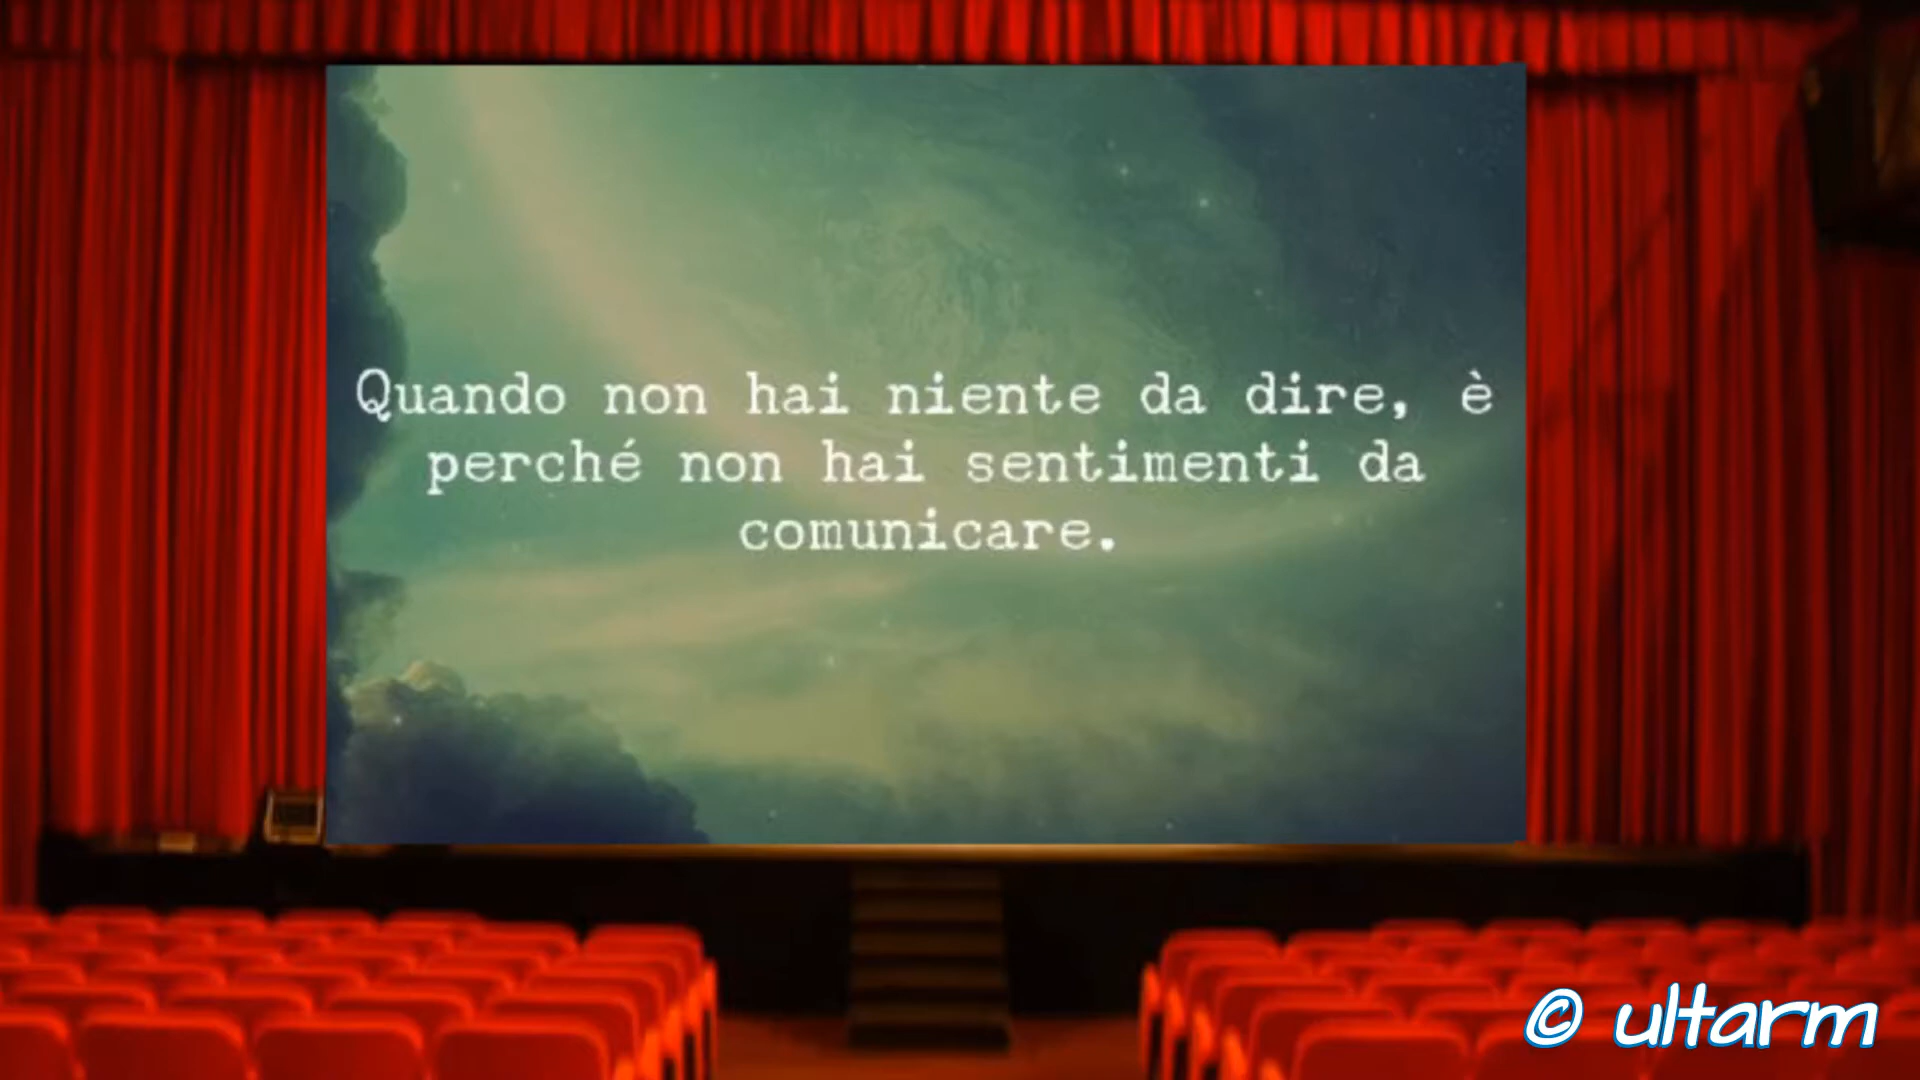 Quando non hai niente da dire, è
perché non hai sentimenti da
comunicare.
© ultarm